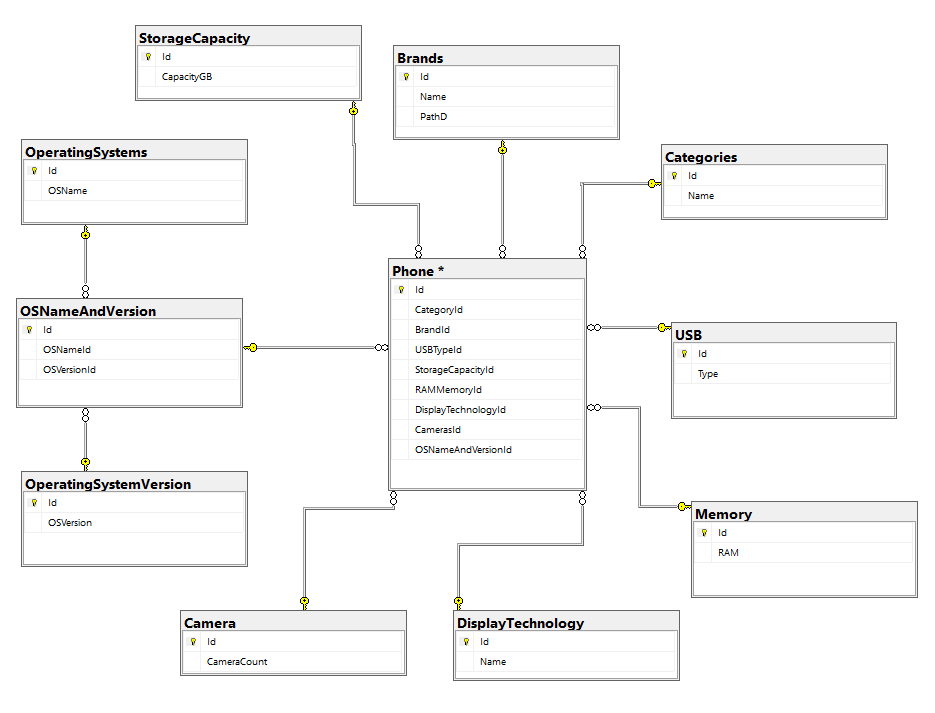 StorageCapacity
Id
CapacityGB
Brands
Id
Name
PathD
OperatingSystems
Id
OSName
Categories
Id
Name
Phone *
Id
CategoryId
BrandId
USBTypeId
StorageCapacityId
RAMMemoryId
DisplayTechnologyId
CamerasId
OSNameAndVersionId
OSNameAndVersion
Id
OSNameId
OSVersionId
USB
Id
Type
OperatingSystemVersion
Id
OSVersion
Memory
Id
RAM
Camera
Id
CameraCount
DisplayTechnology
Id
Name